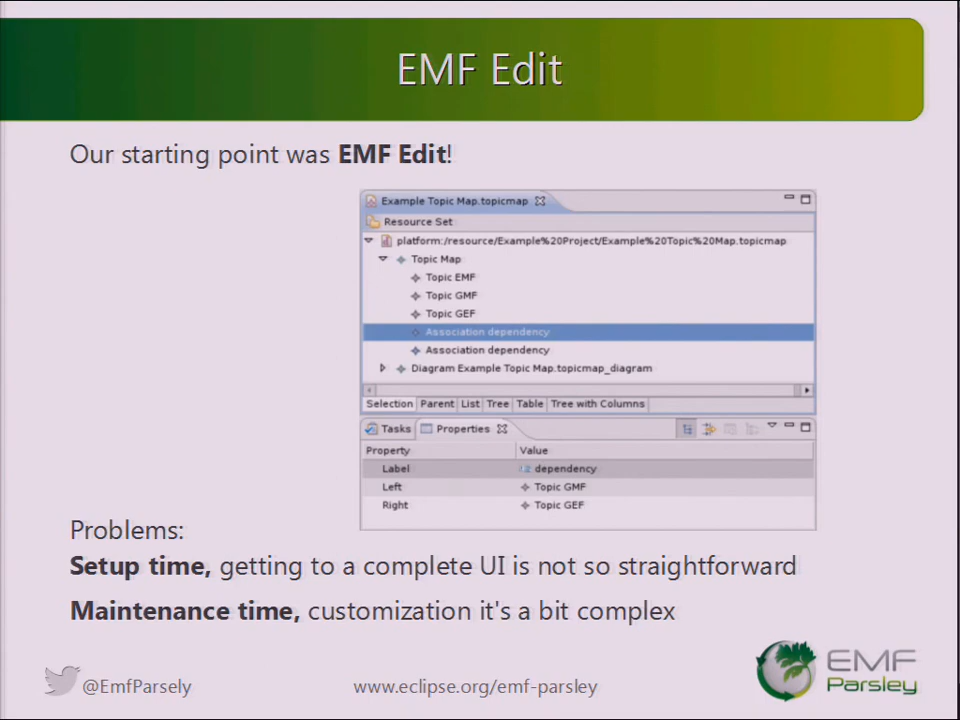 EMF Edit
Our starting point was EMF Edit!
Example Topic Map.topicmap
Resource Set
platform:/resource/Example%20Project/Example%20Topic%20Map.topicmap
Topic Map
Topic EMF
Topic GMF
Topic GEF
Association dependency
Association dependency
Diagram Example Topic Map.topicmap_diagram
Selection Parent List Tree Table Tree with Columns
Tasks Properties
Property Value
Label dependency
Left Topic GMF
Right Topic GEF
Problems:
Setup time, getting to a complete UI is not so straightforward
Maintenance time, customization it's a bit complex
@EmfParsely www.eclipse.org/emf-parsley
EMF
Parsley